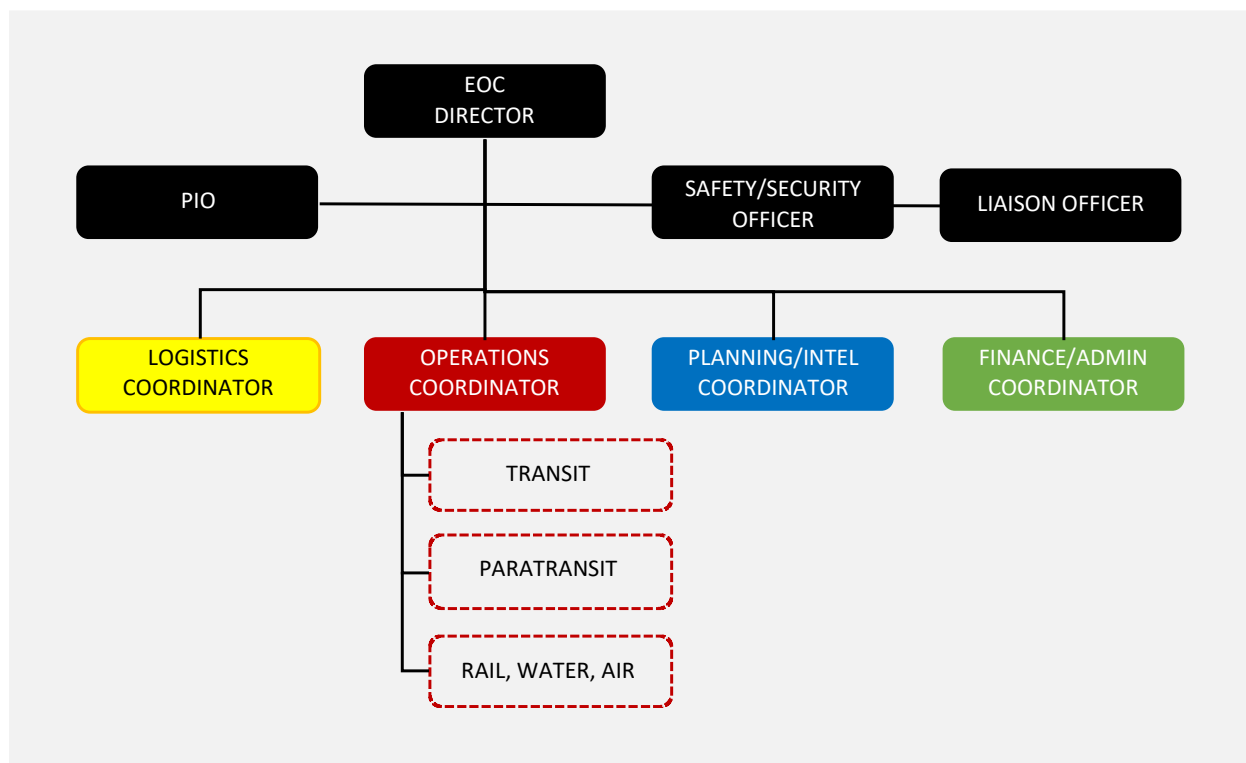 EOC
DIRECTOR
PIO
SAFETY/SECURITY
OFFICER
LIAISON OFFICER
LOGISTICS
COORDINATOR
OPERATIONS
COORDINATOR
PLANNING/INTEL
COORDINATOR
FINANCE/ADMIN
COORDINATOR
TRANSIT
PARATRANSIT
RAIL, WATER, AIR